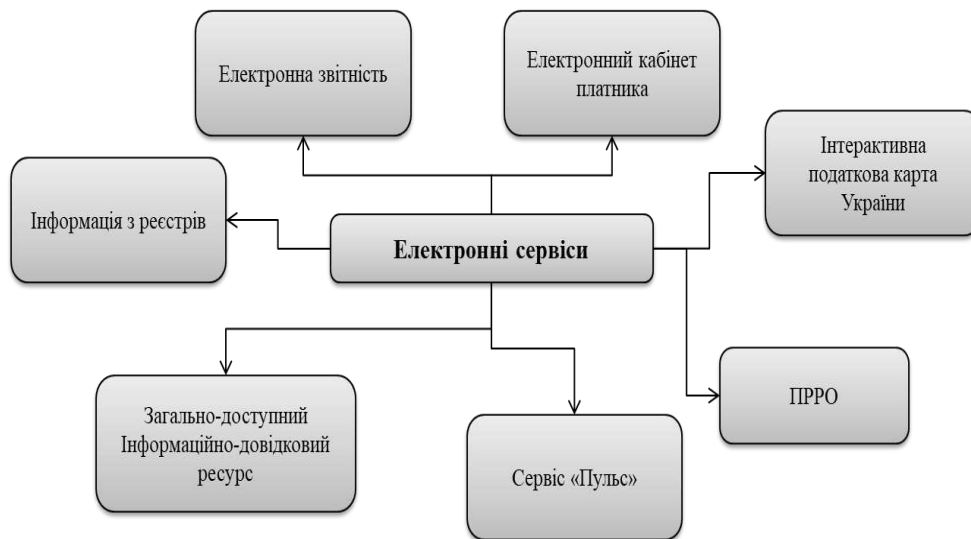 Електронна звітність
Електронний кабінет
платника
Інтерактивна
податкова карта
України
Інформація з реєстрів
Електронні сервіси
ПРРО
Загально-доступний
Інформаційно-довідковий
ресурс
Сервіс «Пульс»